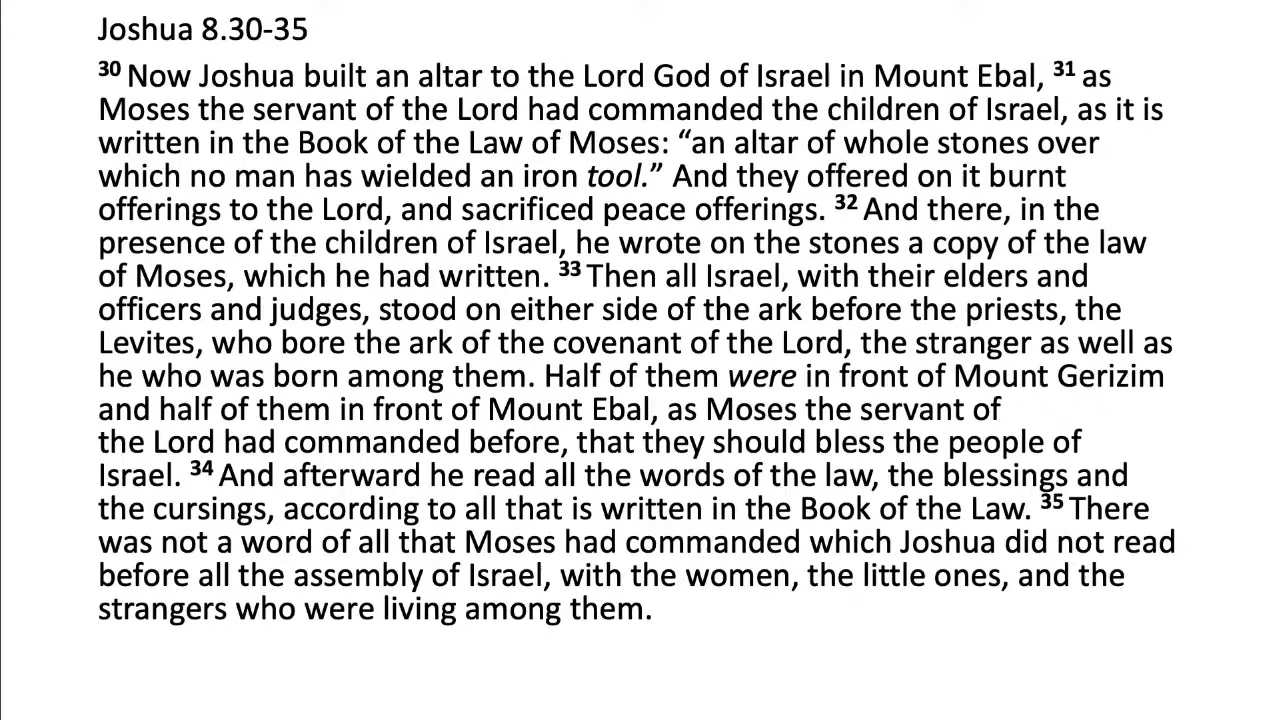 Joshua 8.30-35
30 Now Joshua built an altar to the Lord God of Israel in Mount Ebal, 31 as
Moses the servant of the Lord had commanded the children of Israel, as it is
written in the Book of the Law of Moses: “an altar of whole stones over
which no man has wielded an iron tool.” And they offered on it burnt
offerings to the Lord, and sacrificed peace offerings. 32 And there, in the
presence of the children of Israel, he wrote on the stones a copy of the law
of Moses, which he had written. 33 Then all Israel, with their elders and
officers and judges, stood on either side of the ark before the priests, the
Levites, who bore the ark of the covenant of the Lord, the stranger as well as
he who was born among them. Half of them were in front of Mount Gerizim
and half of them in front of Mount Ebal, as Moses the servant of
the Lord had commanded before, that they should bless the people of
Israel. 34 And afterward he read all the words of the law, the blessings and
the cursings, according to all that is written in the Book of the Law. 35 There
was not a word of all that Moses had commanded which Joshua did not read
before all the assembly of Israel, with the women, the little ones, and the
strangers who were living among them.